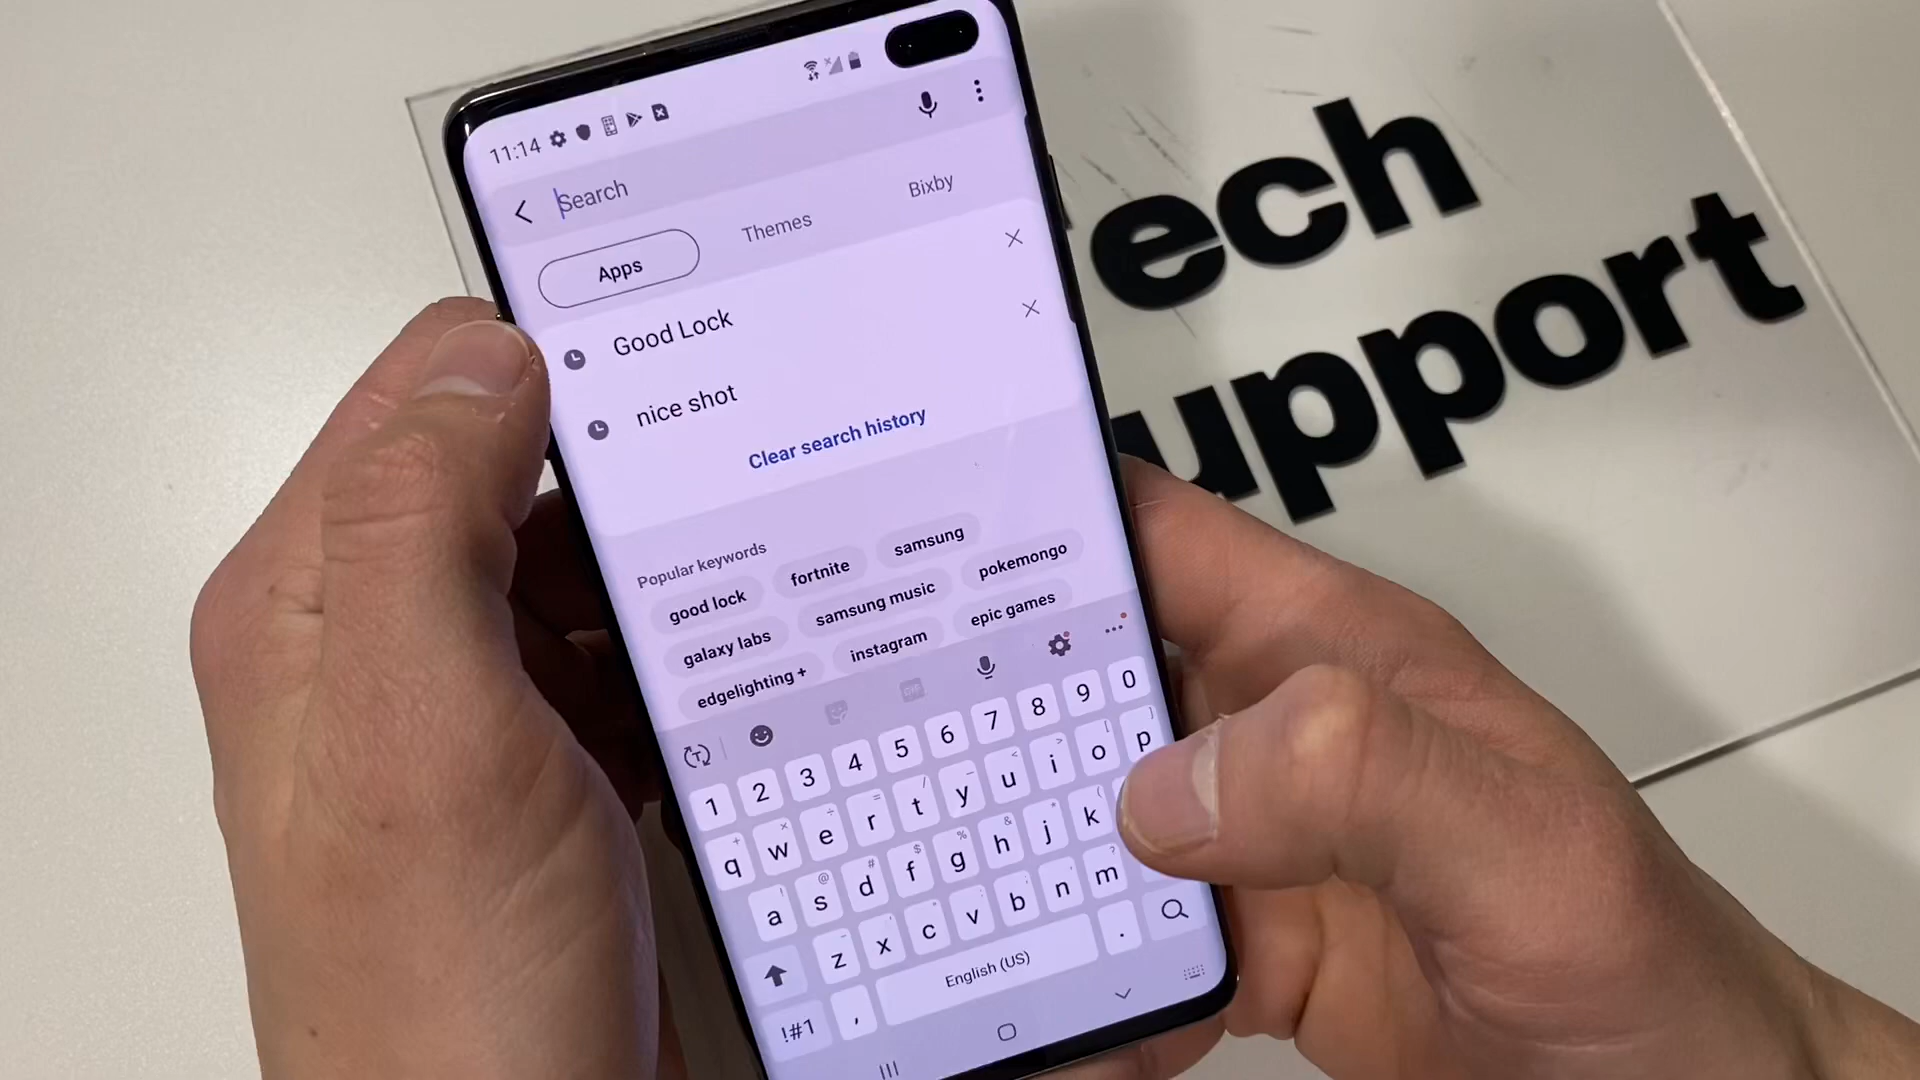 11:14
Search
Apps
Themes
Bixby
Good Lock
nice shot
Clear search history
Popular keywords
good lock
fortnite
samsung
galaxy labs
samsung music
pokemongo
edgelighting +
instagram
epic games
GIF
1 2 3 4 5 6 7 8 9 0
q w e r t y u i o p
a s d f g h j k
z x c v b n m
!#1 , English (US) .
ech
upport